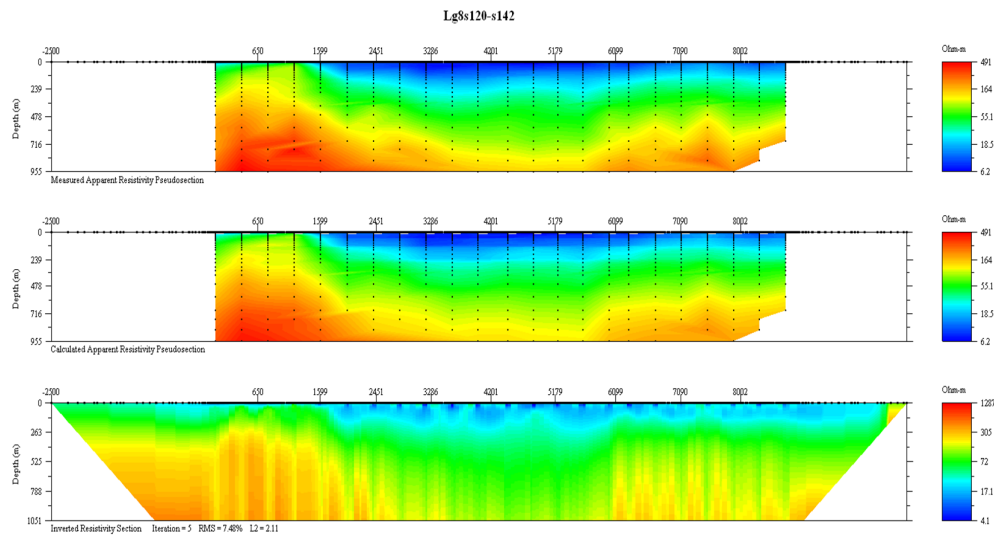 Lg8s120-s142
-2500 650 1599 2451 3286 4201 5179 6099 7090 8002
Ohm-m
Depth (m)
0
239
478
716
955
491
164
55.1
18.5
6.2
Measured Apparent Resistivity Pseudosection
-2500 650 1599 2451 3286 4201 5179 6099 7090 8002
Ohm-m
Depth (m)
0
239
478
716
955
491
164
55.1
18.5
6.2
Calculated Apparent Resistivity Pseudosection
-2500 650 1599 2451 3286 4201 5179 6099 7090 8002
Ohm-m
Depth (m)
0
263
525
788
1051
1287
305
72
17.1
4.1
Inverted Resistivity Section Iteration = 5 RMS = 7.48% L2 = 2.11